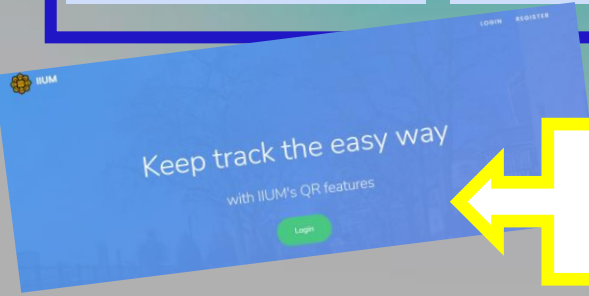 LOGIN REGISTER
IIUM
Keep track the easy way
with IIUM's QR features
Login